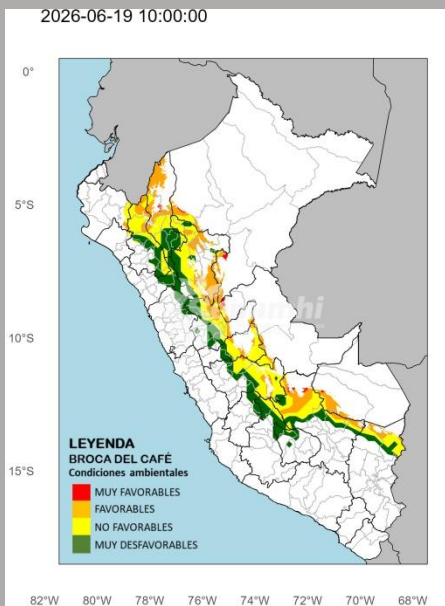 2026-06-19 10:00:00
0°
5°S
10°S
15°S
senamhi
LEYENDA
BROCA DEL CAFÉ
Condiciones ambientales
MUY FAVORABLES
FAVORABLES
NO FAVORABLES
MUY DESFAVORABLES
82°W 80°W 78°W 76°W 74°W 72°W 70°W 68°W